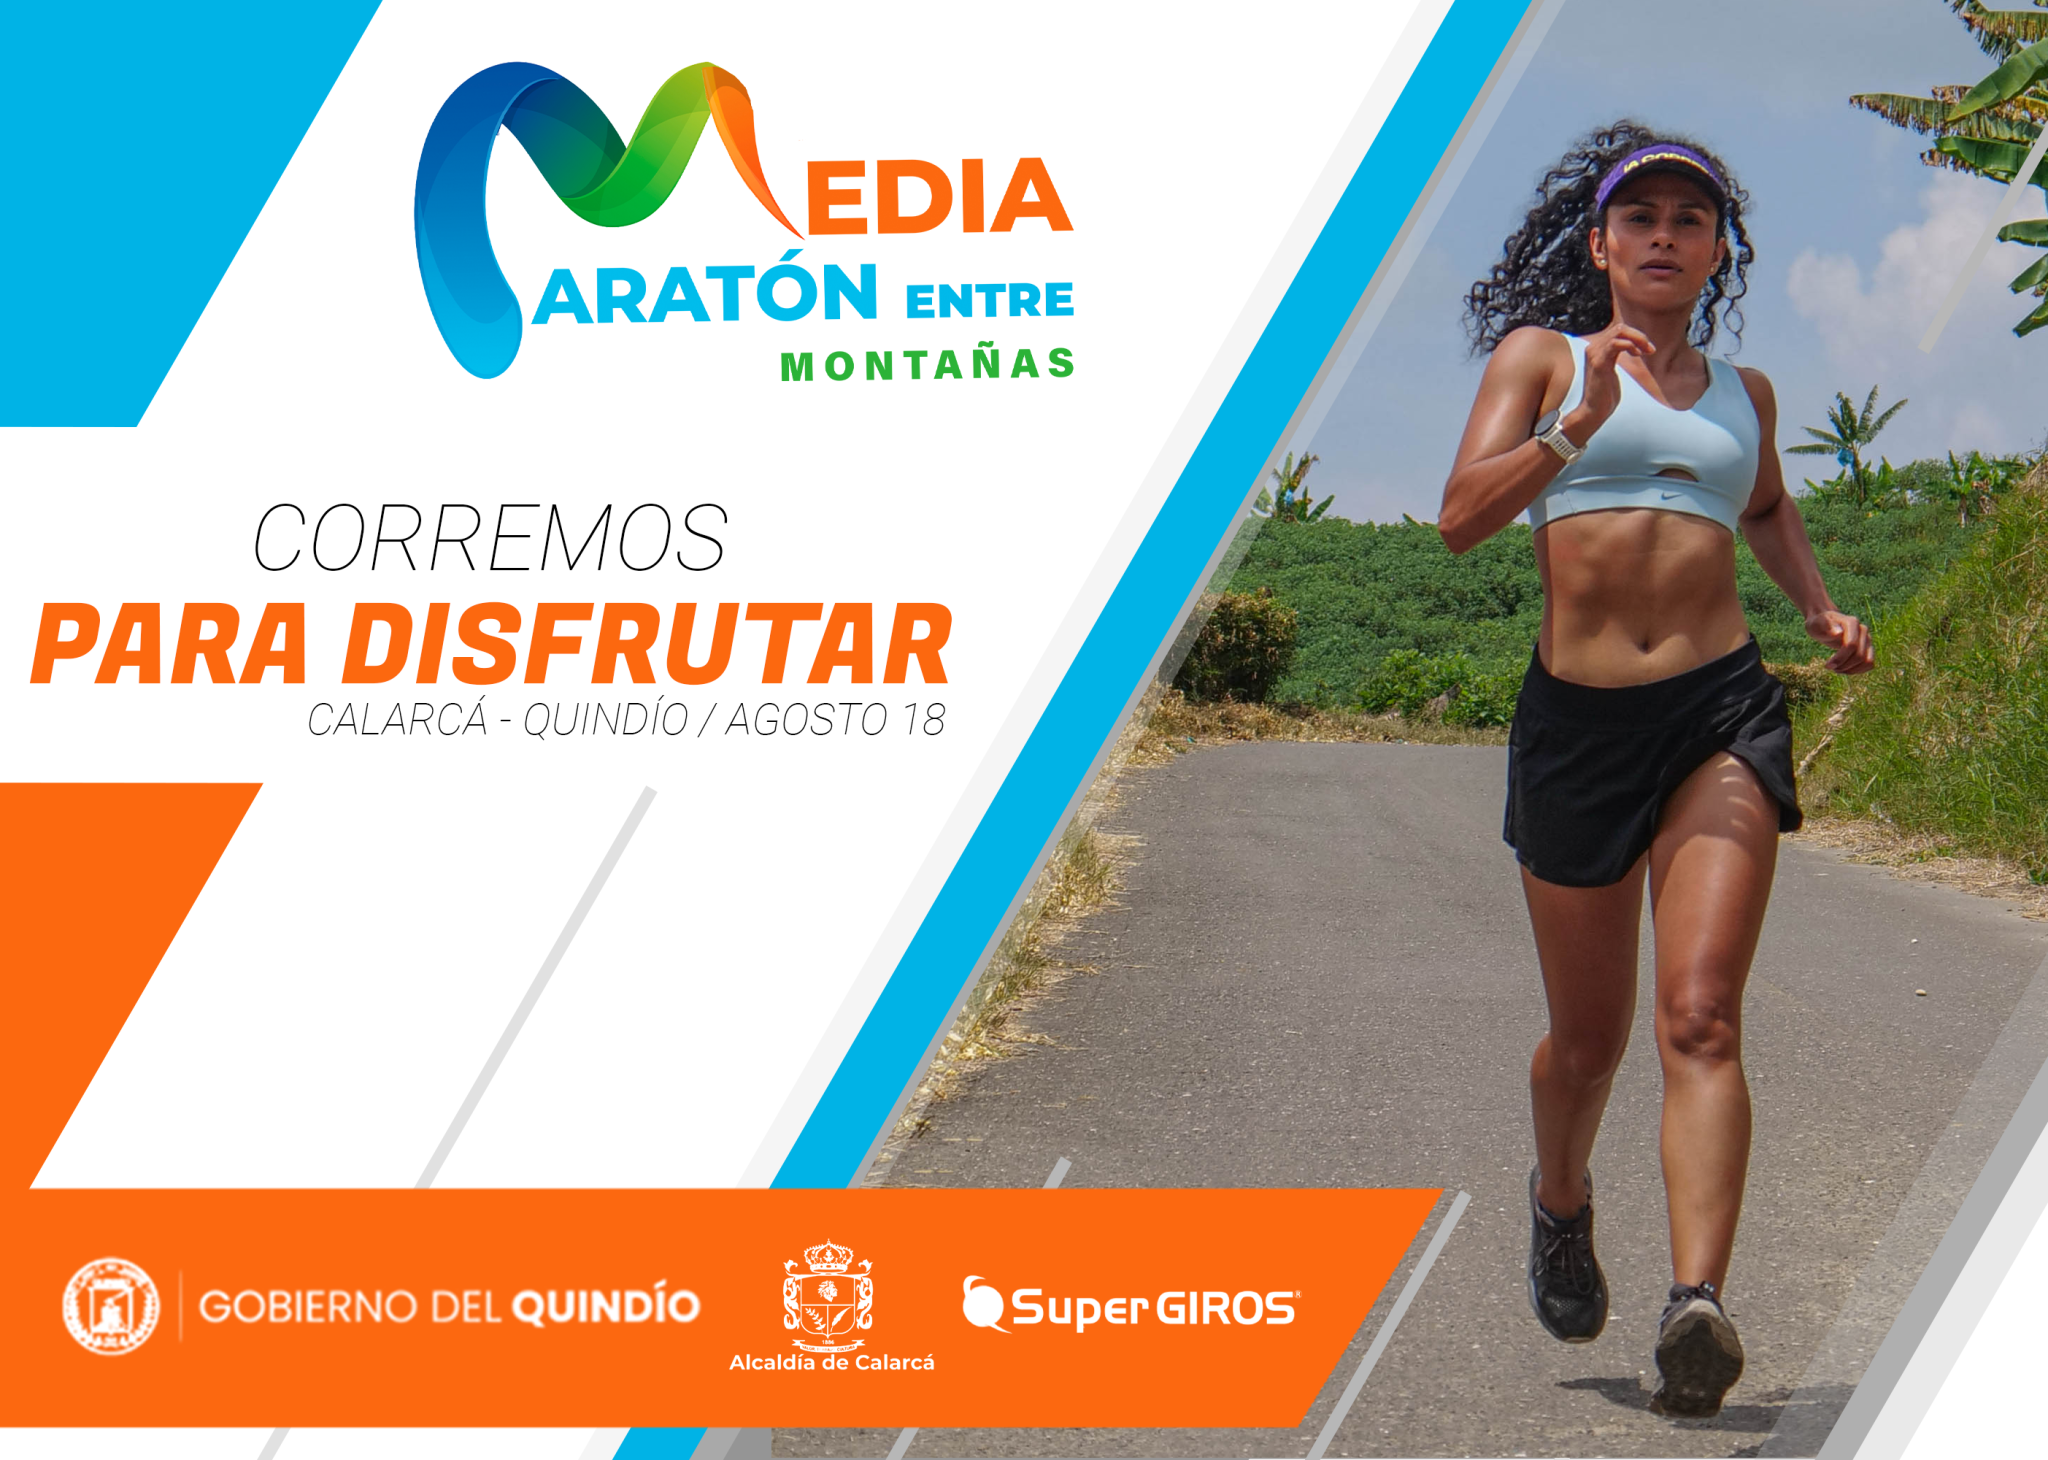 MEDIA
MARATÓN ENTRE
MONTAÑAS
CORREMOS
PARA DISFRUTAR
CALARCÁ - QUINDÍO / AGOSTO 18
GOBIERNO DEL QUINDÍO
Alcaldía de Calarcá
SuperGIROS